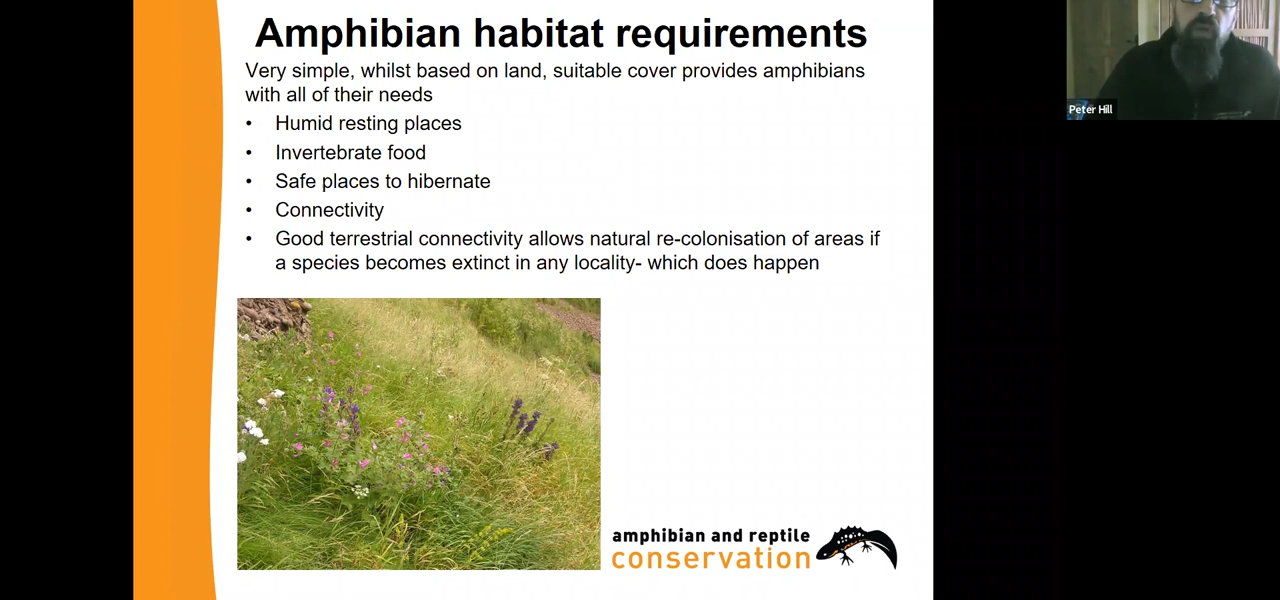 Amphibian habitat requirements
Very simple, whilst based on land, suitable cover provides amphibians
with all of their needs
• Humid resting places
• Invertebrate food
• Safe places to hibernate
• Connectivity
• Good terrestrial connectivity allows natural re-colonisation of areas if
a species becomes extinct in any locality- which does happen
amphibian and reptile
conservation
Peter Hill